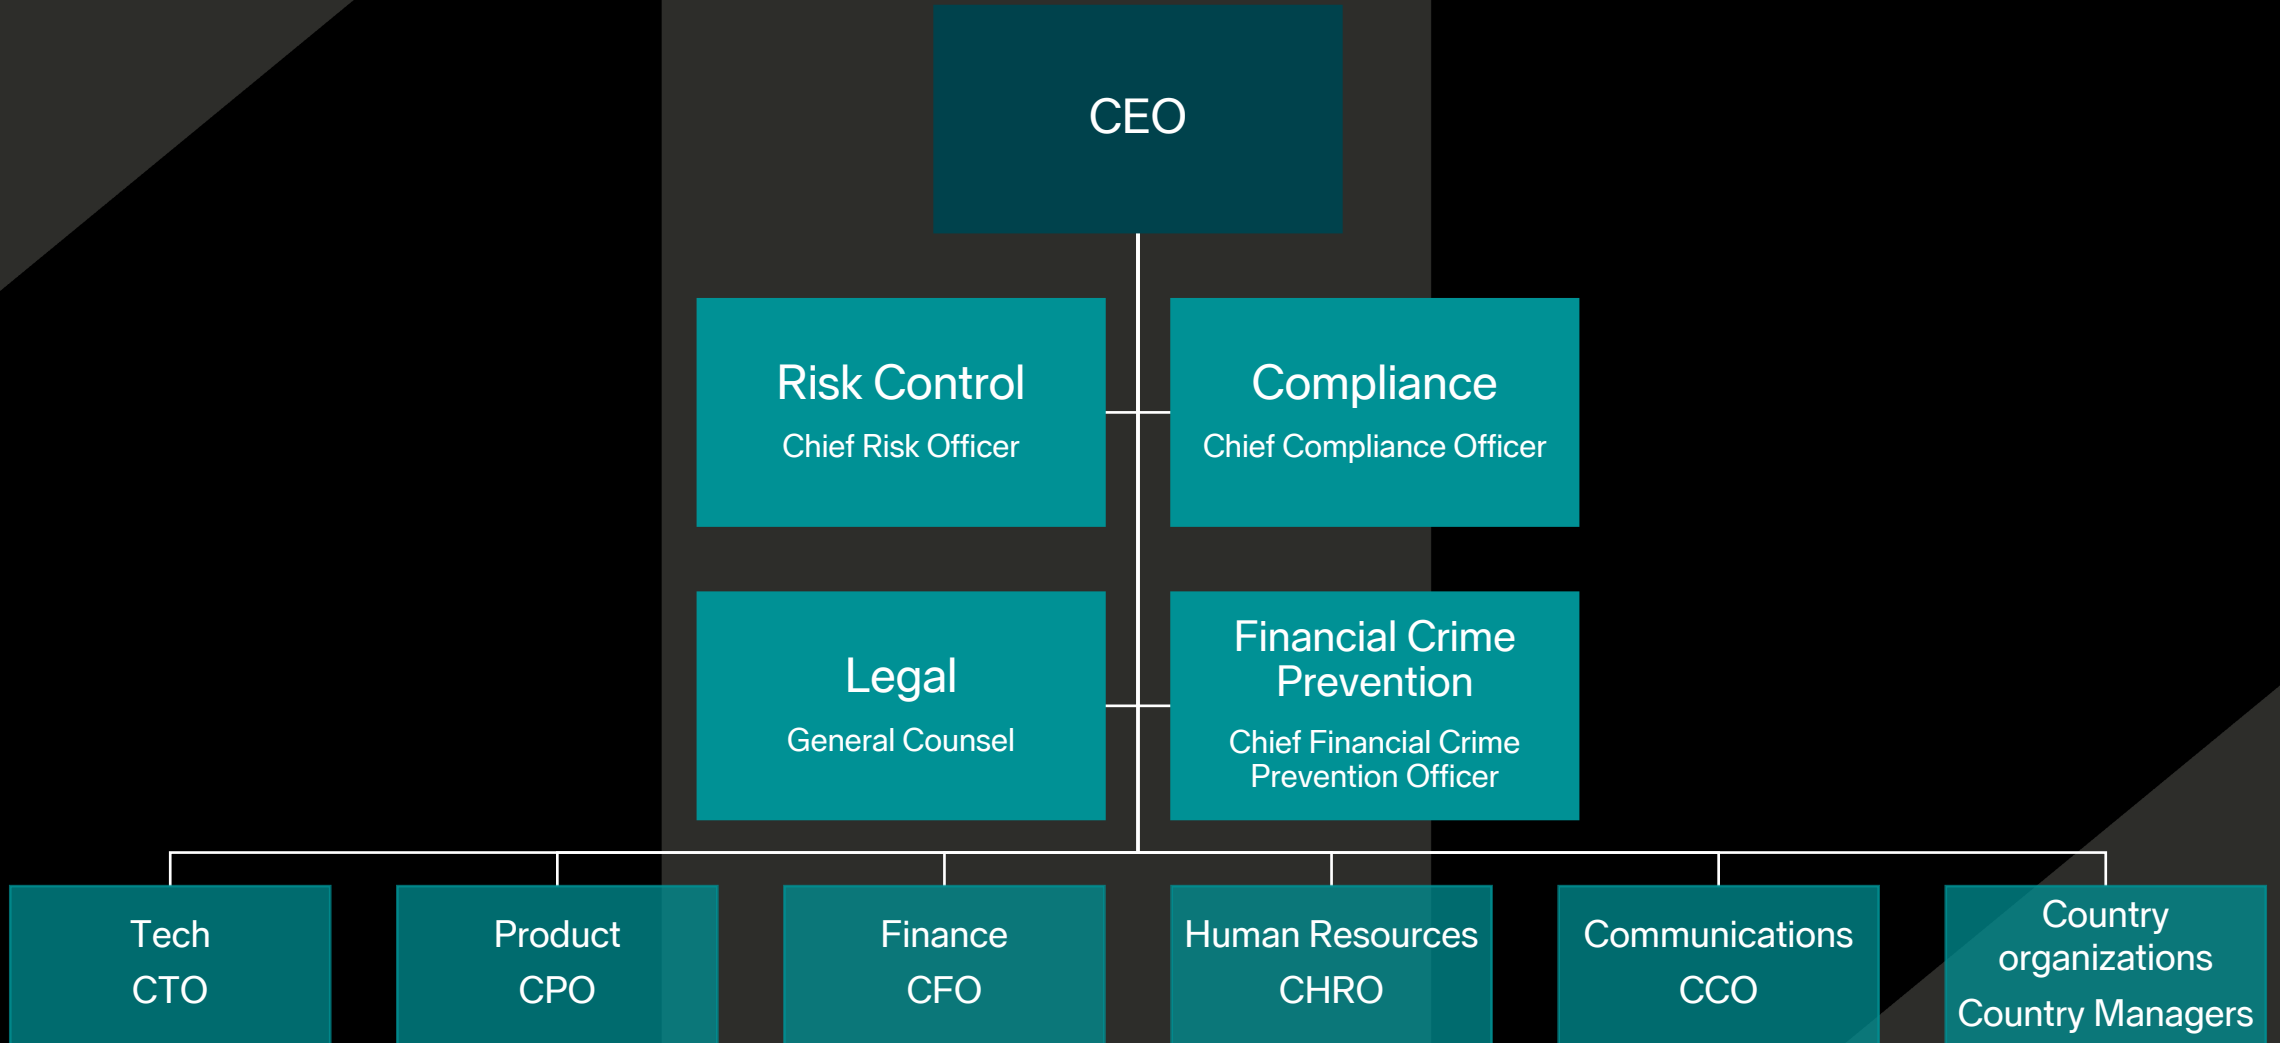 CEO
Risk Control
Chief Risk Officer
Compliance
Chief Compliance Officer
Legal
General Counsel
Financial Crime
Prevention
Chief Financial Crime
Prevention Officer
Tech
CTO
Product
CPO
Finance
CFO
Human Resources
CHRO
Communications
CCO
Country
organizations
Country Managers